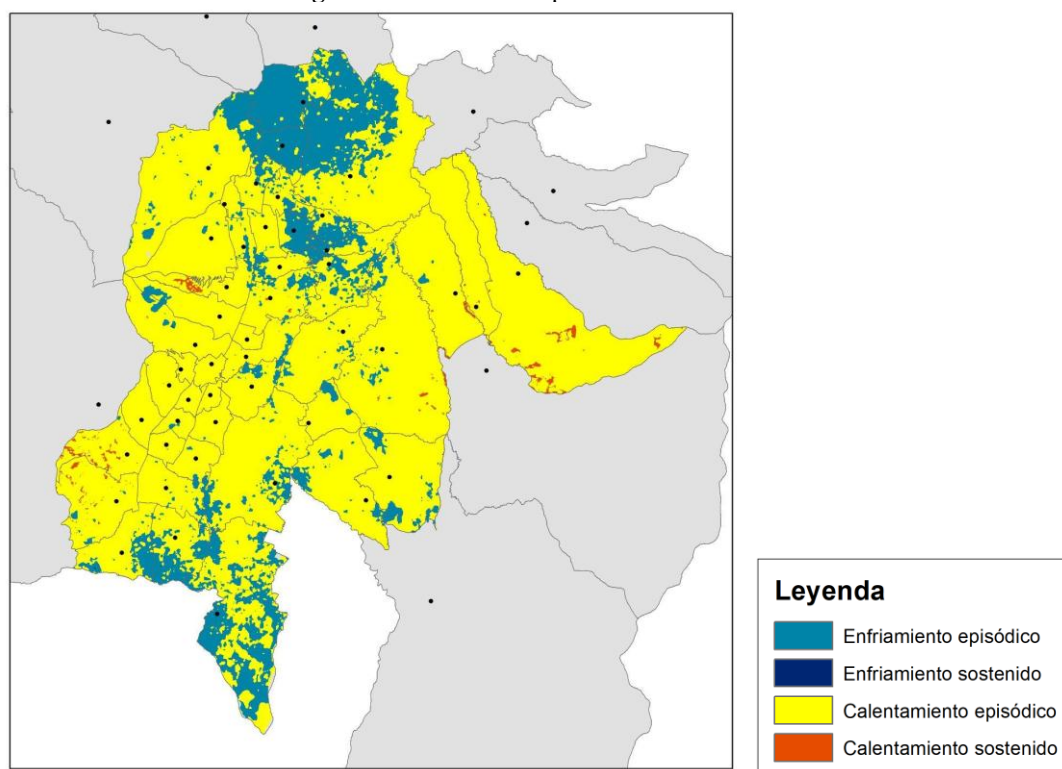 Leyenda
Enfriamiento episódico
Enfriamiento sostenido
Calentamiento episódico
Calentamiento sostenido